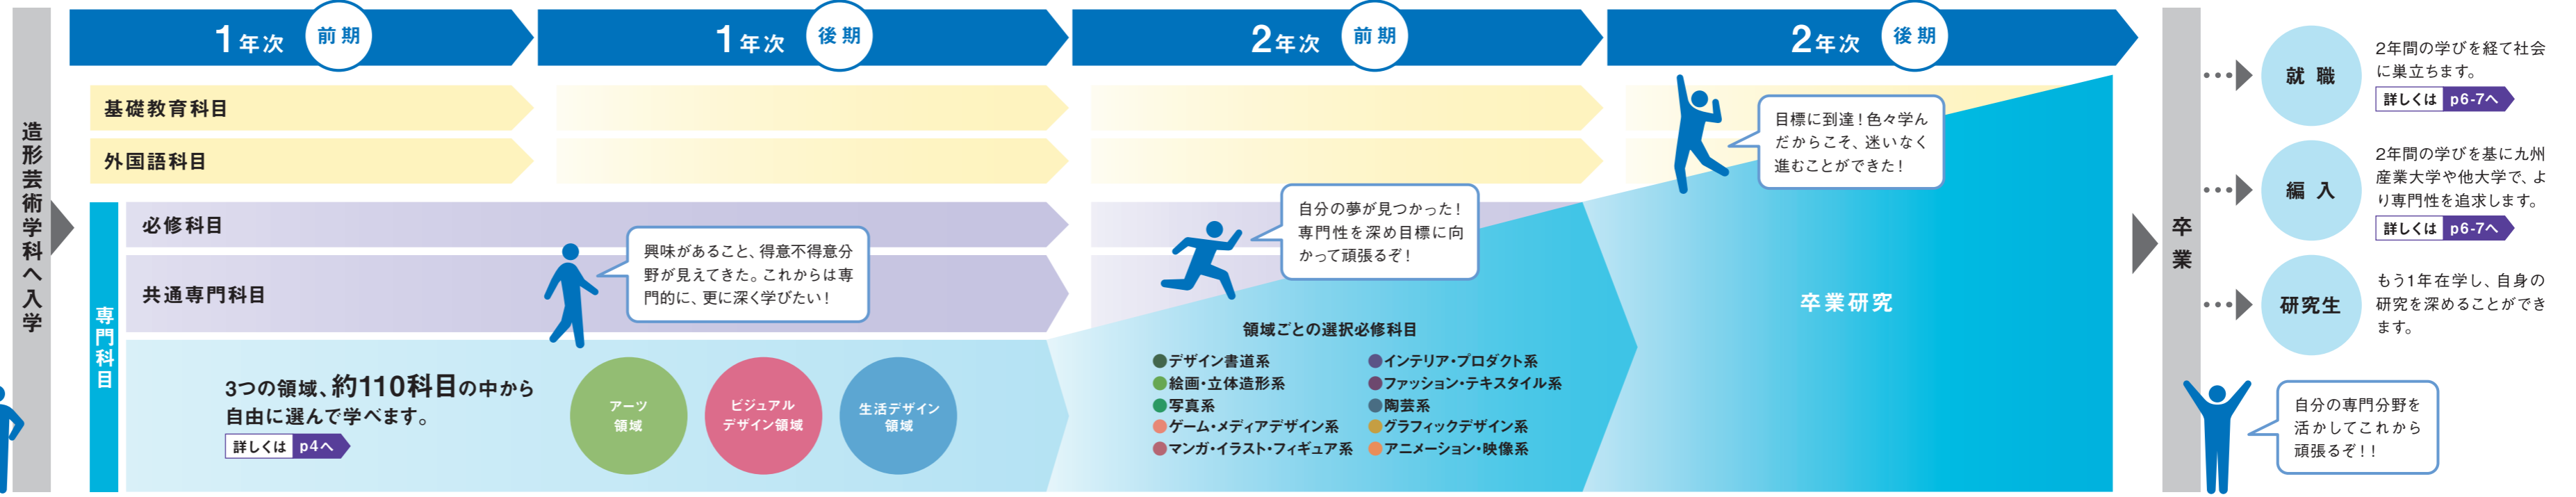 造形芸術学科へ入学
1年次 前期
1年次 後期
2年次 前期
2年次 後期
基礎教育科目
外国語科目
専門科目
必修科目
共通専門科目
興味があること、得意不得意分
野が見えてきた。これからは専
門的に、更に深く学びたい!
3つの領域、約110科目の中から
自由に選んで学べます。
詳しくは p4へ
アーツ
領域
ビジュアル
デザイン領域
生活デザイン
領域
自分の夢が見つかった!
専門性を深め目標に向
かって頑張るぞ!
領域ごとの選択必修科目
デザイン書道系
絵画・立体造形系
写真系
ゲーム・メディアデザイン系
マンガ・イラスト・フィギュア系
インテリア・プロダクト系
ファッション・テキスタイル系
陶芸系
グラフィックデザイン系
アニメーション・映像系
目標に到達!色々学ん
だからこそ、迷いなく
進むことができた!
卒業研究
卒業
就職
2年間の学びを経て社会
に巣立ちます。
詳しくは p6-7へ
編入
2年間の学びを基に九州
産業大学や他大学で、よ
り専門性を追求します。
詳しくは p6-7へ
研究生
もう1年在学し、自身の
研究を深めることができ
ます。
自分の専門分野を
活かしてこれから
頑張るぞ!!